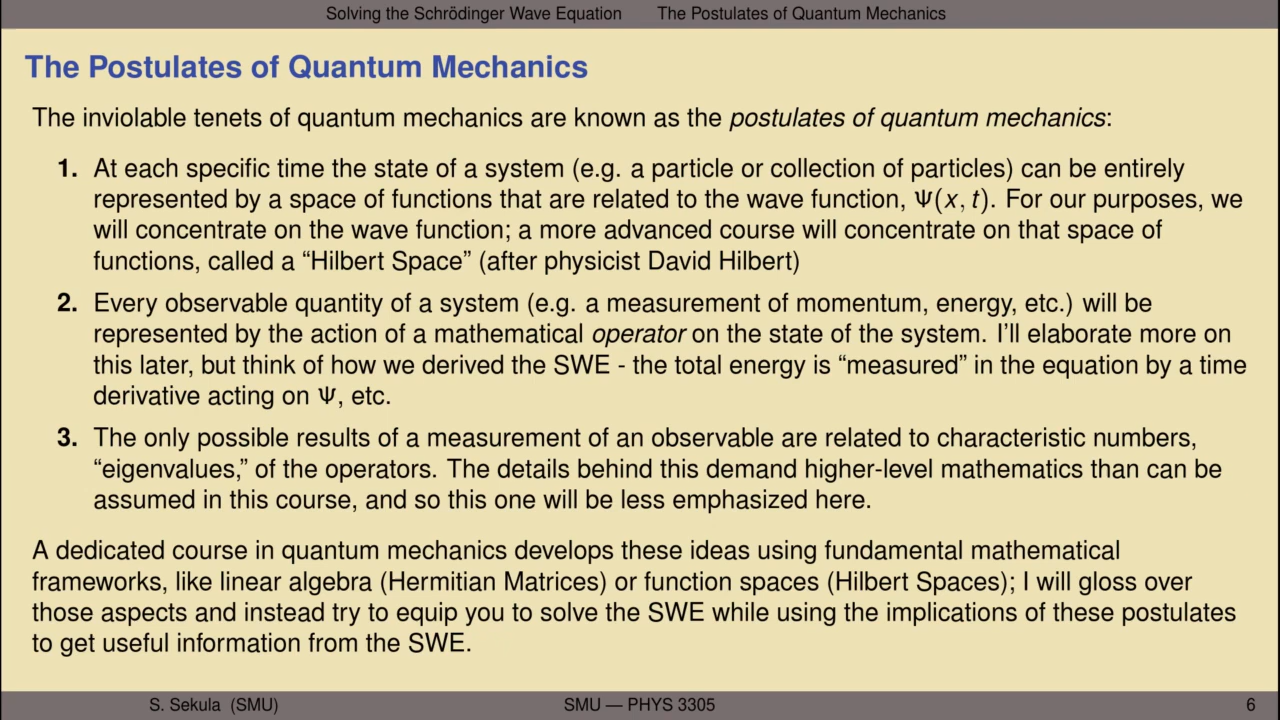 Solving the Schrödinger Wave Equation The Postulates of Quantum Mechanics
The Postulates of Quantum Mechanics
The inviolable tenets of quantum mechanics are known as the postulates of quantum mechanics:
1. At each specific time the state of a system (e.g. a particle or collection of particles) can be entirely
represented by a space of functions that are related to the wave function, Ψ(x, t). For our purposes, we
will concentrate on the wave function; a more advanced course will concentrate on that space of
functions, called a “Hilbert Space” (after physicist David Hilbert)
2. Every observable quantity of a system (e.g. a measurement of momentum, energy, etc.) will be
represented by the action of a mathematical operator on the state of the system. I’ll elaborate more on
this later, but think of how we derived the SWE - the total energy is “measured” in the equation by a time
derivative acting on Ψ, etc.
3. The only possible results of a measurement of an observable are related to characteristic numbers,
“eigenvalues,” of the operators. The details behind this demand higher-level mathematics than can be
assumed in this course, and so this one will be less emphasized here.
A dedicated course in quantum mechanics develops these ideas using fundamental mathematical
frameworks, like linear algebra (Hermitian Matrices) or function spaces (Hilbert Spaces); I will gloss over
those aspects and instead try to equip you to solve the SWE while using the implications of these postulates
to get useful information from the SWE.
S. Sekula (SMU) SMU — PHYS 3305 6